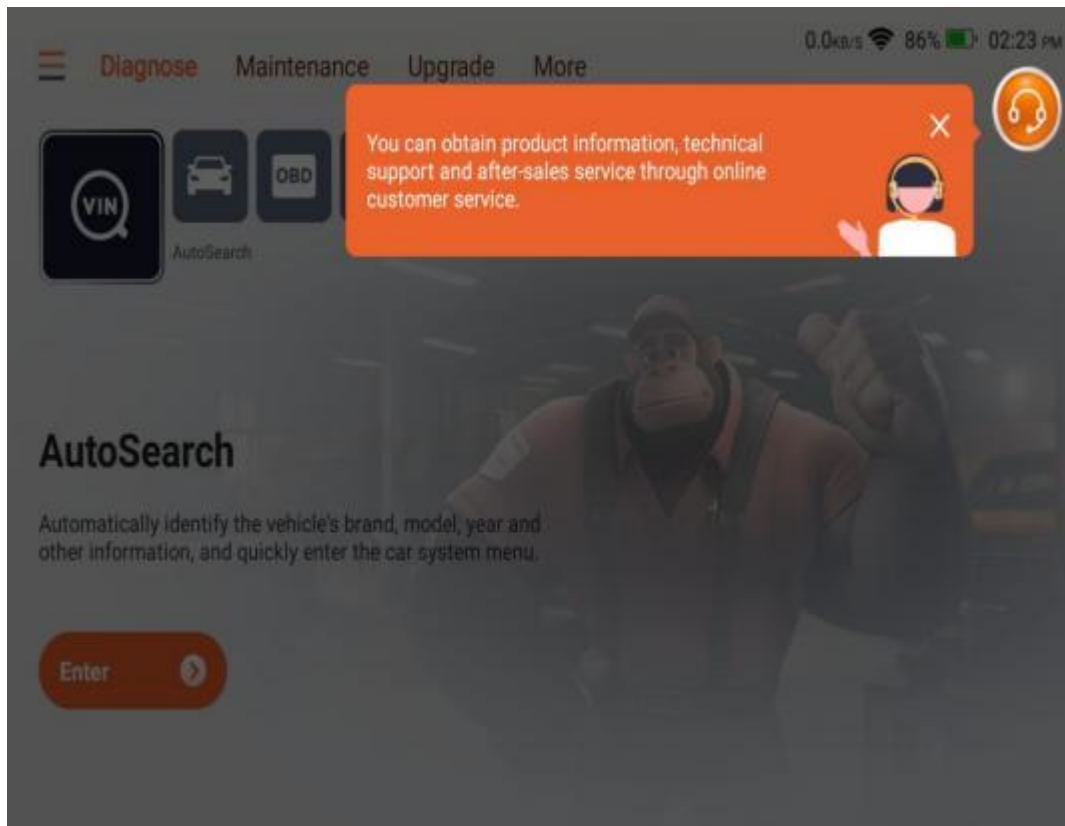 0.0KB/S 86% 02:23 PM
Diagnose Maintenance Upgrade More
You can obtain product information, technical
support and after-sales service through online
customer service.
VIN
OBD
AutoSearch
AutoSearch
Automatically identify the vehicle's brand, model, year and
other information, and quickly enter the car system menu.
Enter